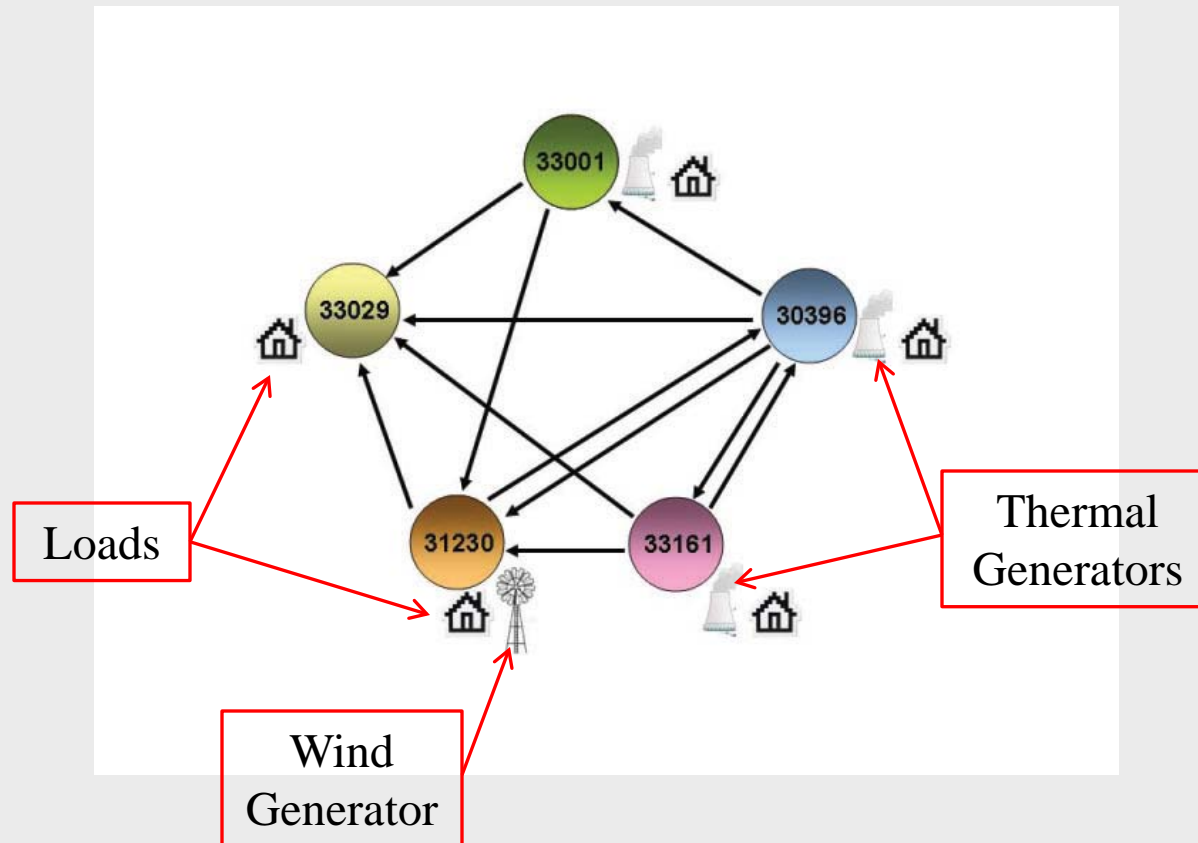 33001
33029
30396
31230
33161
Loads
Thermal
Generators
Wind
Generator